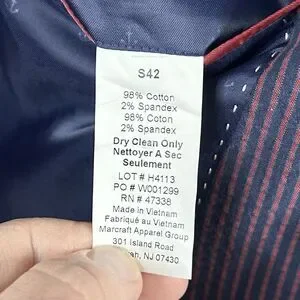 S42
98% Cotton
2% Spandex
98% Coton
2% Spandex
Dry Clean Only
Nettoyer A Sec
Seulement
LOT # H4113
PO # W001299
RN # 47338
Made in Vietnam
Fabriqué au Vietnam
Marcraft Apparel Group
301 Island Road
NJ 07430